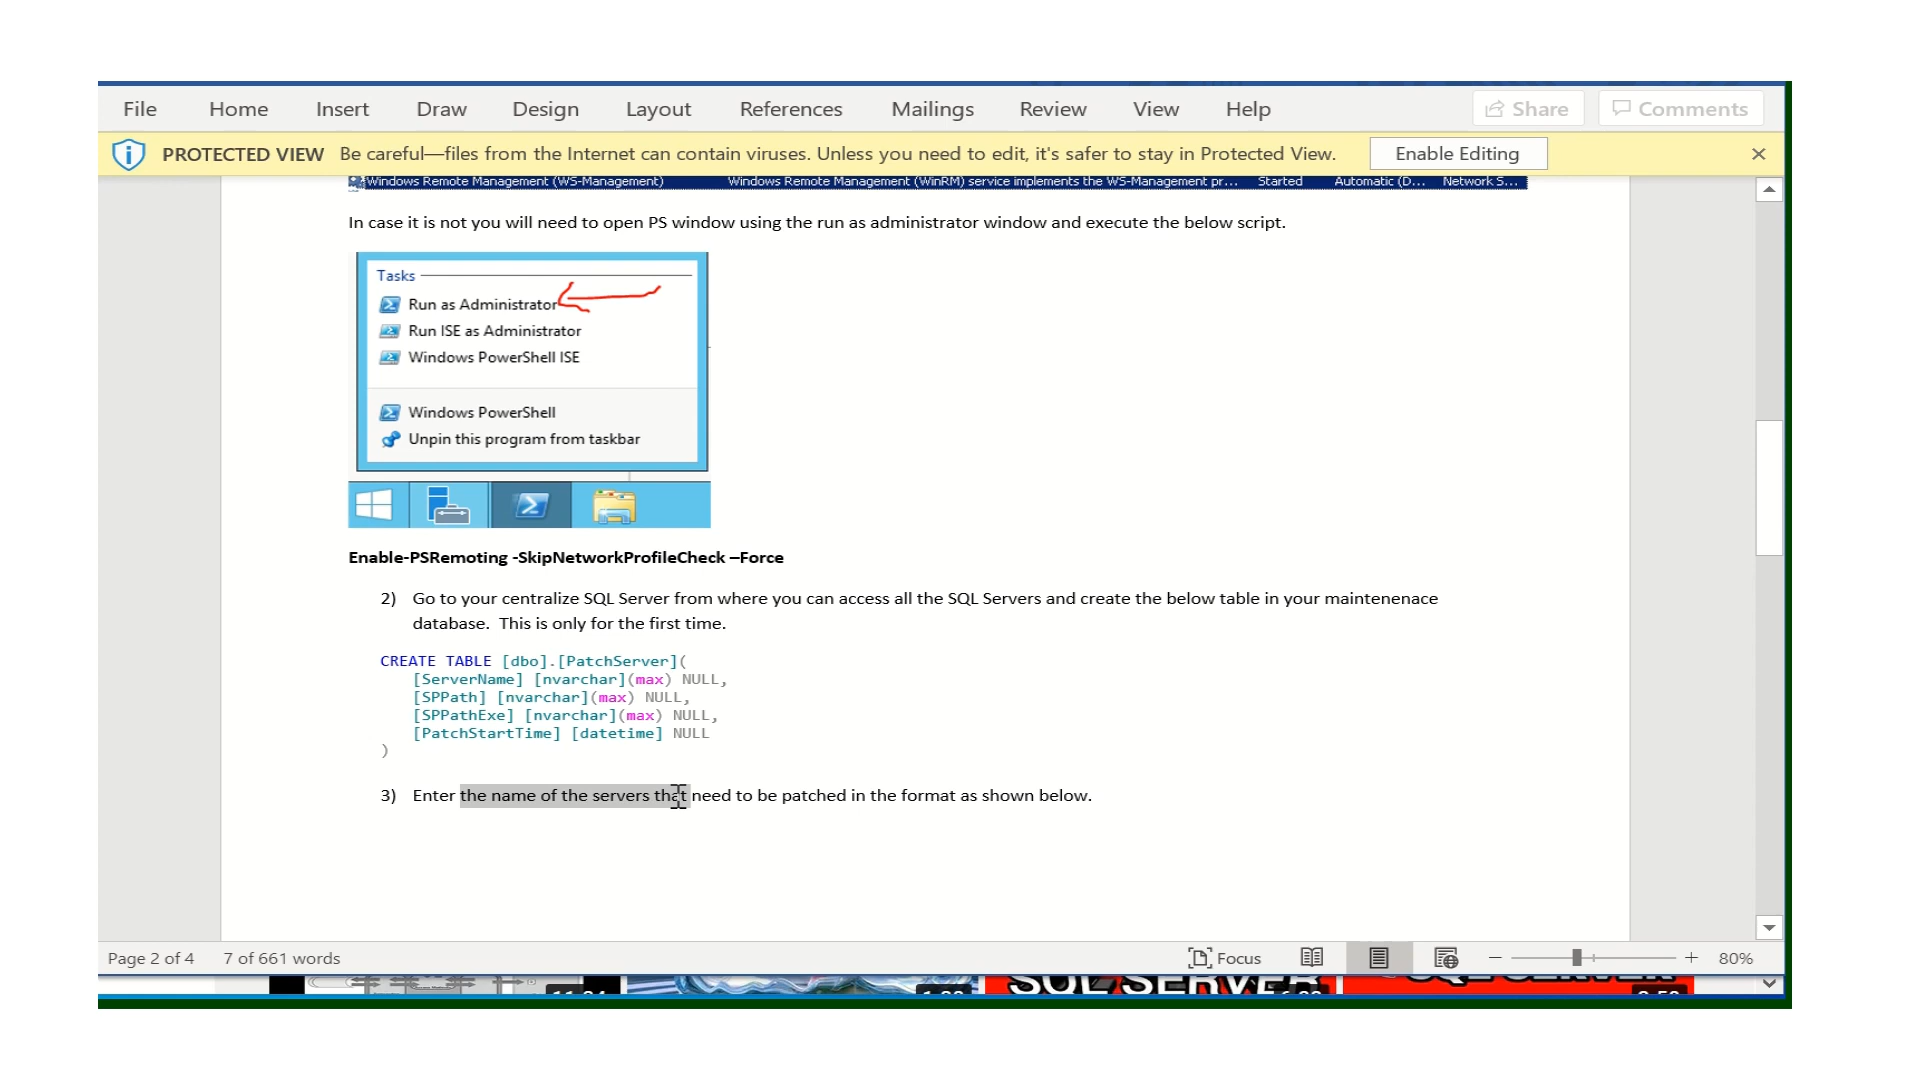 File Home Insert Draw Design Layout References Mailings Review View Help Share Comments
PROTECTED VIEW Be careful—files from the Internet can contain viruses. Unless you need to edit, it's safer to stay in Protected View. Enable Editing
Windows Remote Management (WS-Management) Windows Remote Management (WinRM) service implements the WS-Management pr... Started Automatic (D... Network S...
In case it is not you will need to open PS window using the run as administrator window and execute the below script.
Tasks
Run as Administrator
Run ISE as Administrator
Windows PowerShell ISE
Windows PowerShell
Unpin this program from taskbar
Enable-PSRemoting -SkipNetworkProfileCheck –Force
2) Go to your centralize SQL Server from where you can access all the SQL Servers and create the below table in your maintenenace
database. This is only for the first time.
CREATE TABLE [dbo].[PatchServer](
[ServerName] [nvarchar](max) NULL,
[SPPath] [nvarchar](max) NULL,
[SPPathExe] [nvarchar](max) NULL,
[PatchStartTime] [datetime] NULL
)
3) Enter the name of the servers that need to be patched in the format as shown below.
Page 2 of 4 7 of 661 words Focus 80%
SQL SERVER SQL SERVER